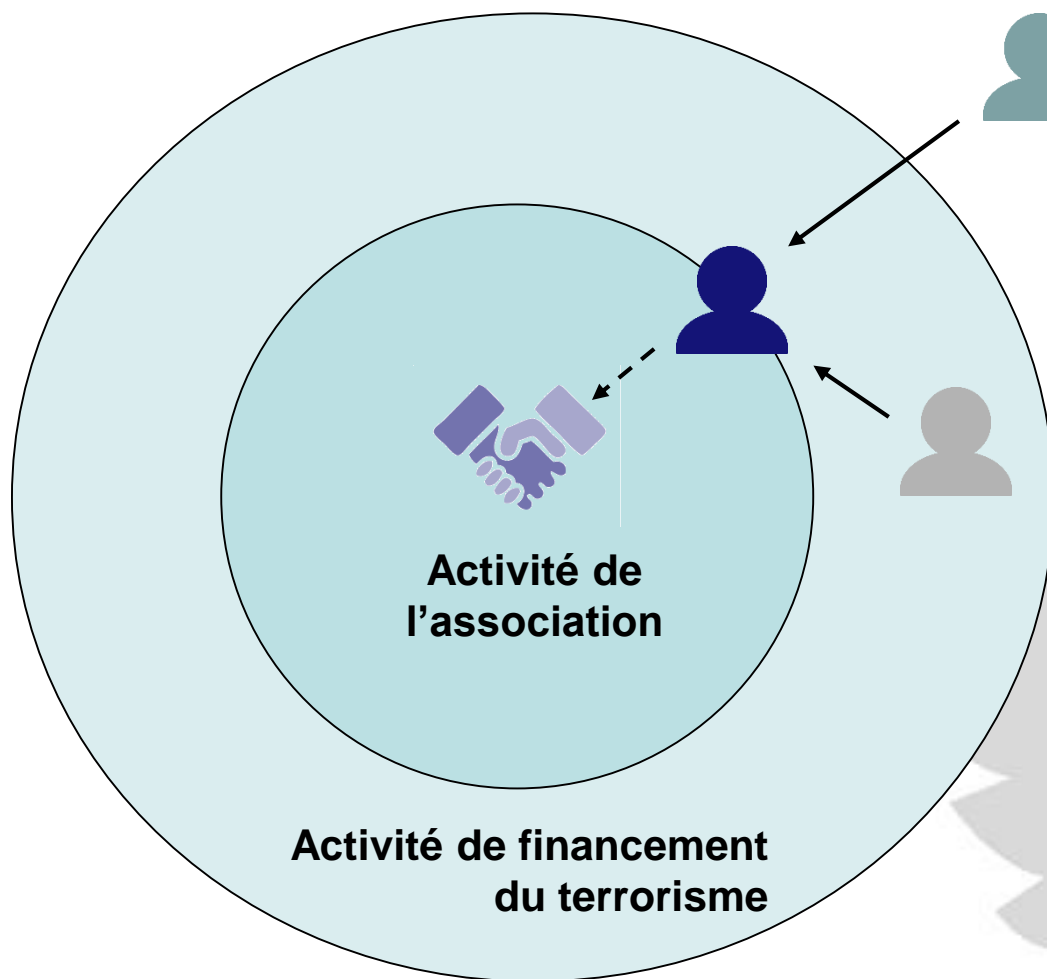 Activité de
l’association
Activité de financement
du terrorisme